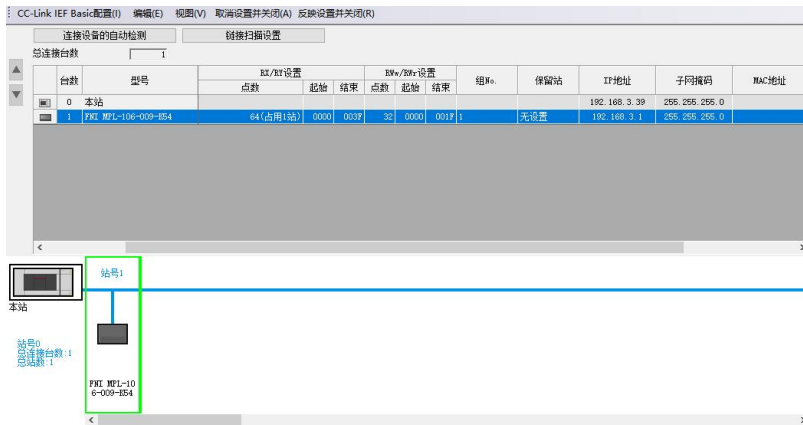 CC-Link IEF Basic配置(I) 编辑(E) 视图(V) 取消设置并关闭(A) 反映设置并关闭(R)
连接设备的自动检测 链接扫描设置
总连接台数 1
台数 型号 RX/RY设置 RWw/RWr设置 组No. 保留站 IP地址 子网掩码 MAC地址
点数 起始 结束 点数 起始 结束
0 本站 192.168.3.39 255.255.255.0
1 FNI MPL-106-009-K54 64(占用1站) 0000 003F 32 0000 001F 1 无设置 192.168.3.1 255.255.255.0
站号1
本站
站号0
总连接台数:1
总站数:1
FNI MPL-10
6-009-K54